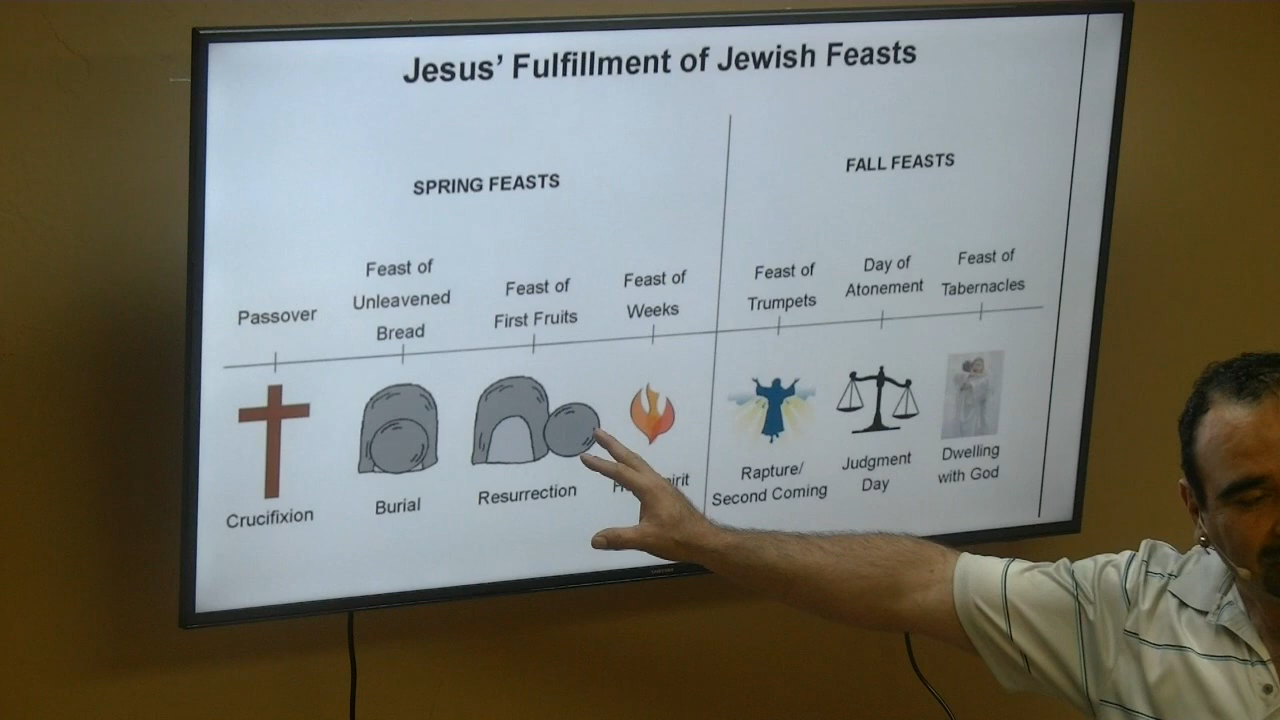 Jesus' Fulfillment of Jewish Feasts
SPRING FEASTS
FALL FEASTS
Passover
Feast of
Unleavened
Bread
Feast of
First Fruits
Feast of
Weeks
Feast of
Trumpets
Day of
Atonement
Feast of
Tabernacles
Crucifixion
Burial
Resurrection
Rapture/
Second Coming
Judgment
Day
Dwelling
with God